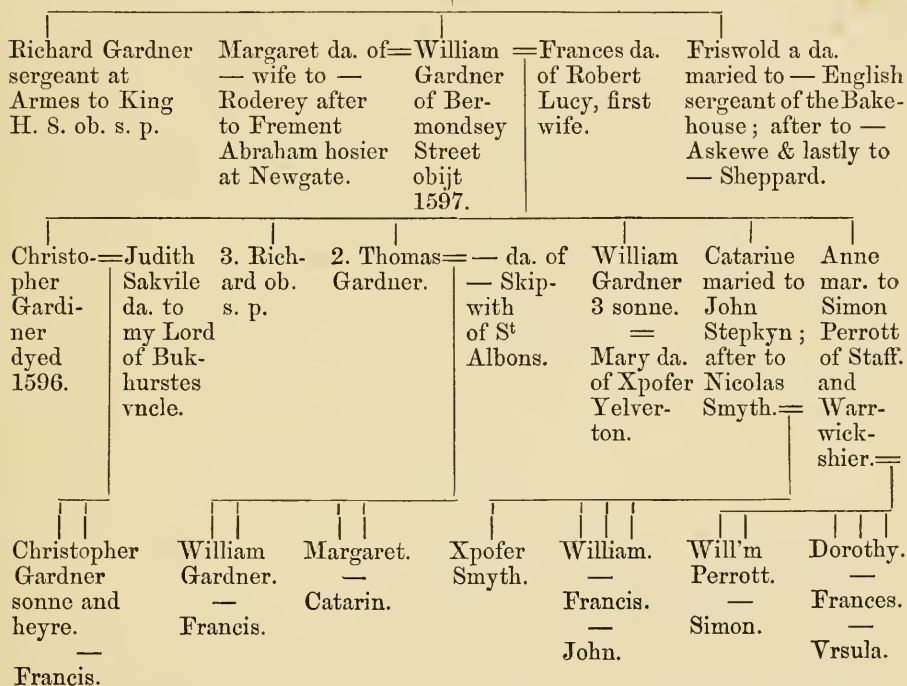 Richard Gardner
sergeant at
Armes to King
H. 8. ob. s. p.
Margaret da. of=
— wife to —
Roderey after
to Frement
Abraham hosier
at Newgate.
William
Gardner
of Ber-
mondsey
Street
obijt
1597.
=Frances da.
of Robert
Lucy, first
wife.
Friswold a da.
maried to — English
sergeant of the Bake-
house; after to —
Askewe & lastly to
— Sheppard.
Christo-=
pher
Gardi-
ner
dyed
1596.
Judith
Sakvile
da. to
my Lord
of Buk-
hurstes
vncle.
3. Rich-
ard ob.
s. p.
2. Thomas=
Gardner.
— da. of
— Skip-
with
of St
Albons.
William
Gardner
3 sonne.
=
Mary da.
of Xpofer
Yelver-
ton.
Catarine
maried to
John
Stepkyn;
after to
Nicolas
Smyth.=
Anne
mar. to
Simon
Perrott
of Staff.
and
Warr-
wick-
shier.=
Christopher
Gardner
sonne and
heyre.
—
Francis.
William
Gardner.
—
Francis.
Margaret.
—
Catarin.
Xpofer
Smyth.
William.
—
Francis.
—
John.
Will'm
Perrott.
—
Simon.
Dorothy.
—
Frances.
—
Vrsula.